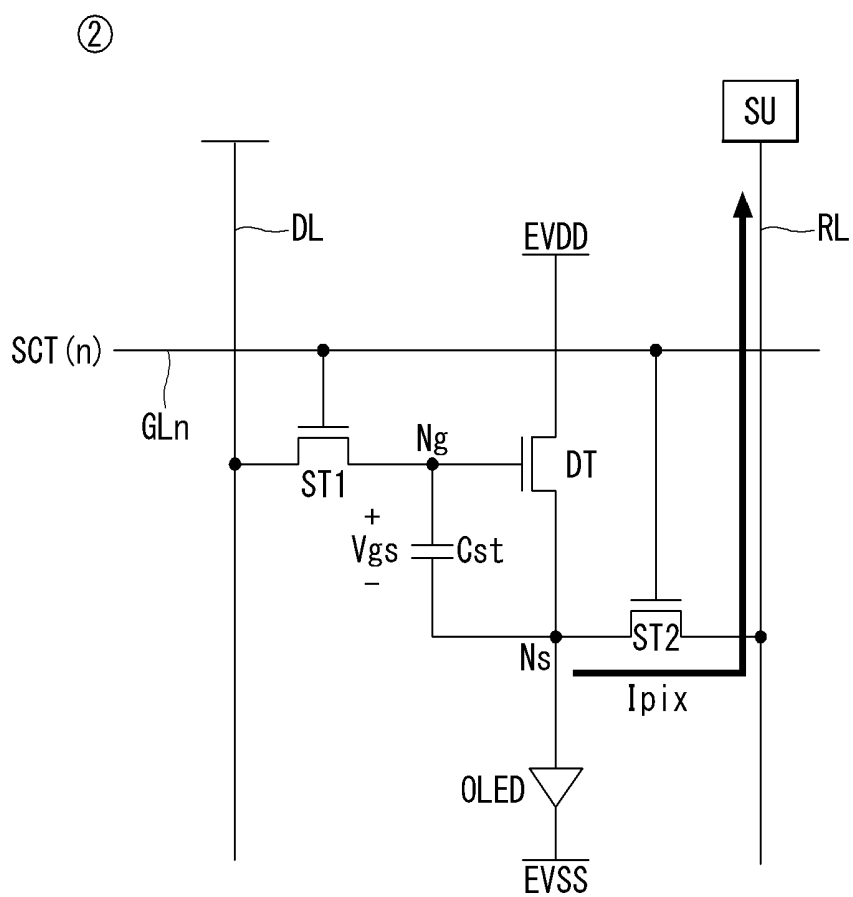 ②
SU
DL
EVDD
RL
SCT(n)
GLn
Ng
DT
ST1
+
Vgs
Cst
−
ST2
Ns
Ipix
OLED
EVSS